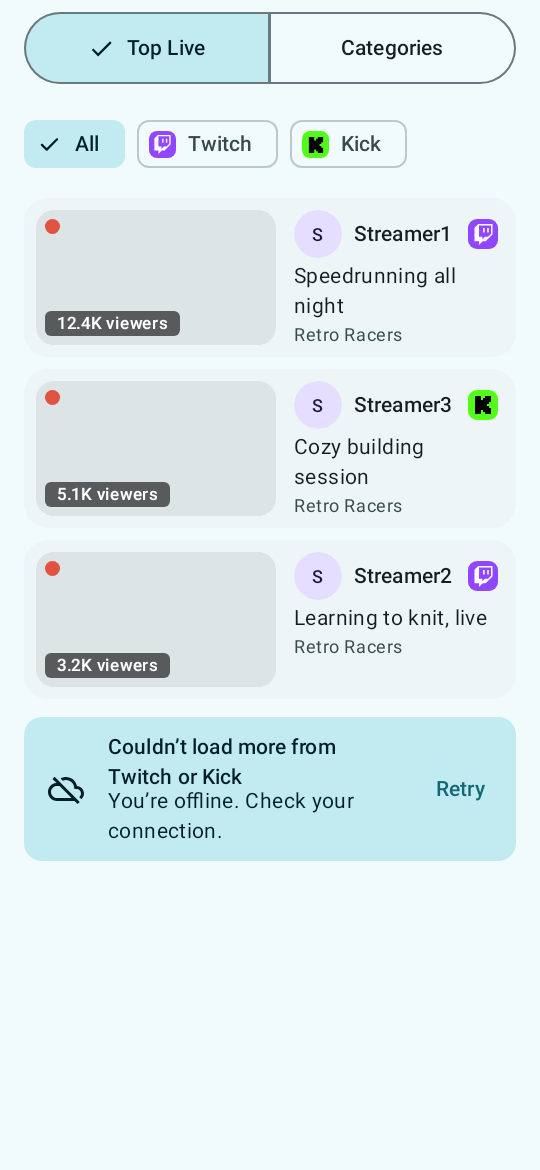 Top Live
Categories
All
Twitch
Kick
S
Streamer1
Speedrunning all
night
12.4K viewers
Retro Racers
S
Streamer3
Cozy building
session
5.1K viewers
Retro Racers
S
Streamer2
Learning to knit, live
Retro Racers
3.2K viewers
Couldn’t load more from
Twitch or Kick
You’re offline. Check your
connection.
Retry